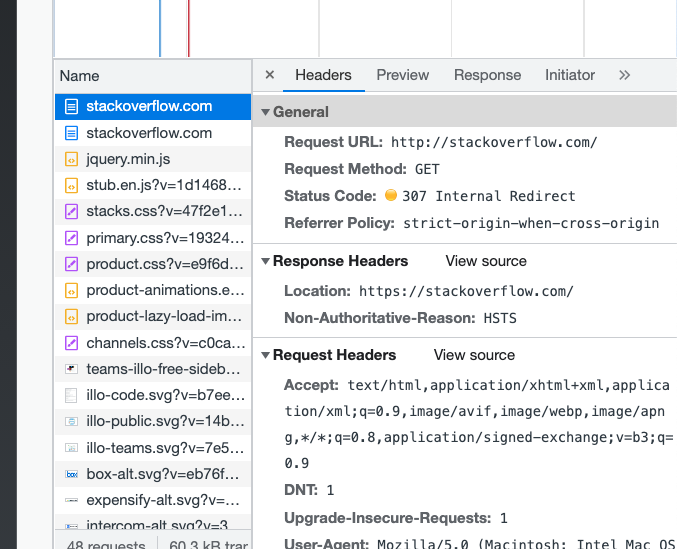 Name
stackoverflow.com
stackoverflow.com
jquery.min.js
stub.en.js?v=1d1468...
stacks.css?v=47f2e1...
primary.css?v=19324...
product.css?v=e9f6d...
product-animations.e...
product-lazy-load-im...
channels.css?v=c0ca...
teams-illo-free-sideb...
illo-code.svg?v=b7ee...
illo-public.svg?v=14b...
illo-teams.svg?v=7e5...
box-alt.svg?v=eb76f...
expensify-alt.svg?v=...
intercom-alt.svg?v=3
48 requests 60.3 kB tran
× Headers Preview Response Initiator »
General
Request URL: http://stackoverflow.com/
Request Method: GET
Status Code: 307 Internal Redirect
Referrer Policy: strict-origin-when-cross-origin
Response Headers View source
Location: https://stackoverflow.com/
Non-Authoritative-Reason: HSTS
Request Headers View source
Accept: text/html,application/xhtml+xml,applica
tion/xml;q=0.9,image/avif,image/webp,image/apn
g,*/*;q=0.8,application/signed-exchange;v=b3;q=
0.9
DNT: 1
Upgrade-Insecure-Requests: 1
User-Agent: Mozilla/5.0 (Macintosh; Intel Mac OS